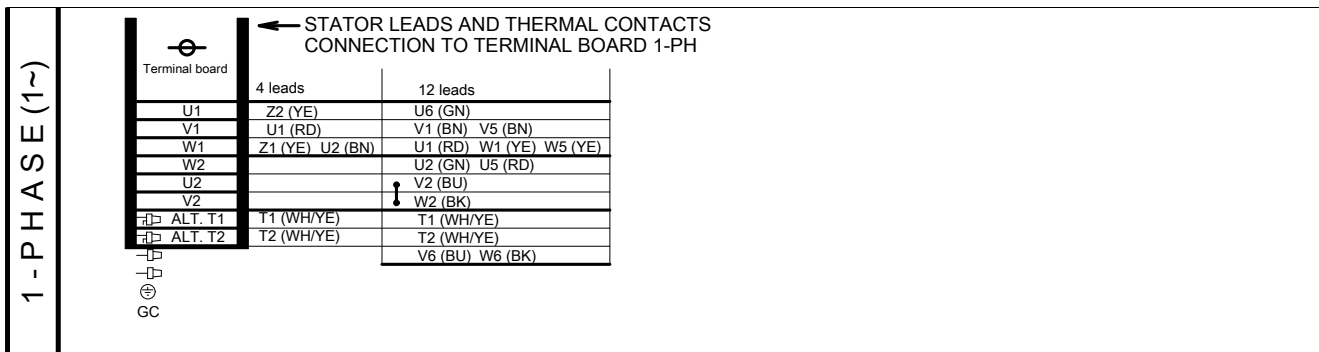 1 - P H A S E (1~)
STATOR LEADS AND THERMAL CONTACTS
CONNECTION TO TERMINAL BOARD 1-PH
Terminal board
4 leads 12 leads
U1 Z2 (YE) U6 (GN)
V1 U1 (RD) V1 (BN) V5 (BN)
W1 Z1 (YE) U2 (BN) U1 (RD) W1 (YE) W5 (YE)
W2 U2 (GN) U5 (RD)
U2 V2 (BU)
V2 W2 (BK)
ALT. T1 T1 (WH/YE) T1 (WH/YE)
ALT. T2 T2 (WH/YE) T2 (WH/YE)
V6 (BU) W6 (BK)
GC